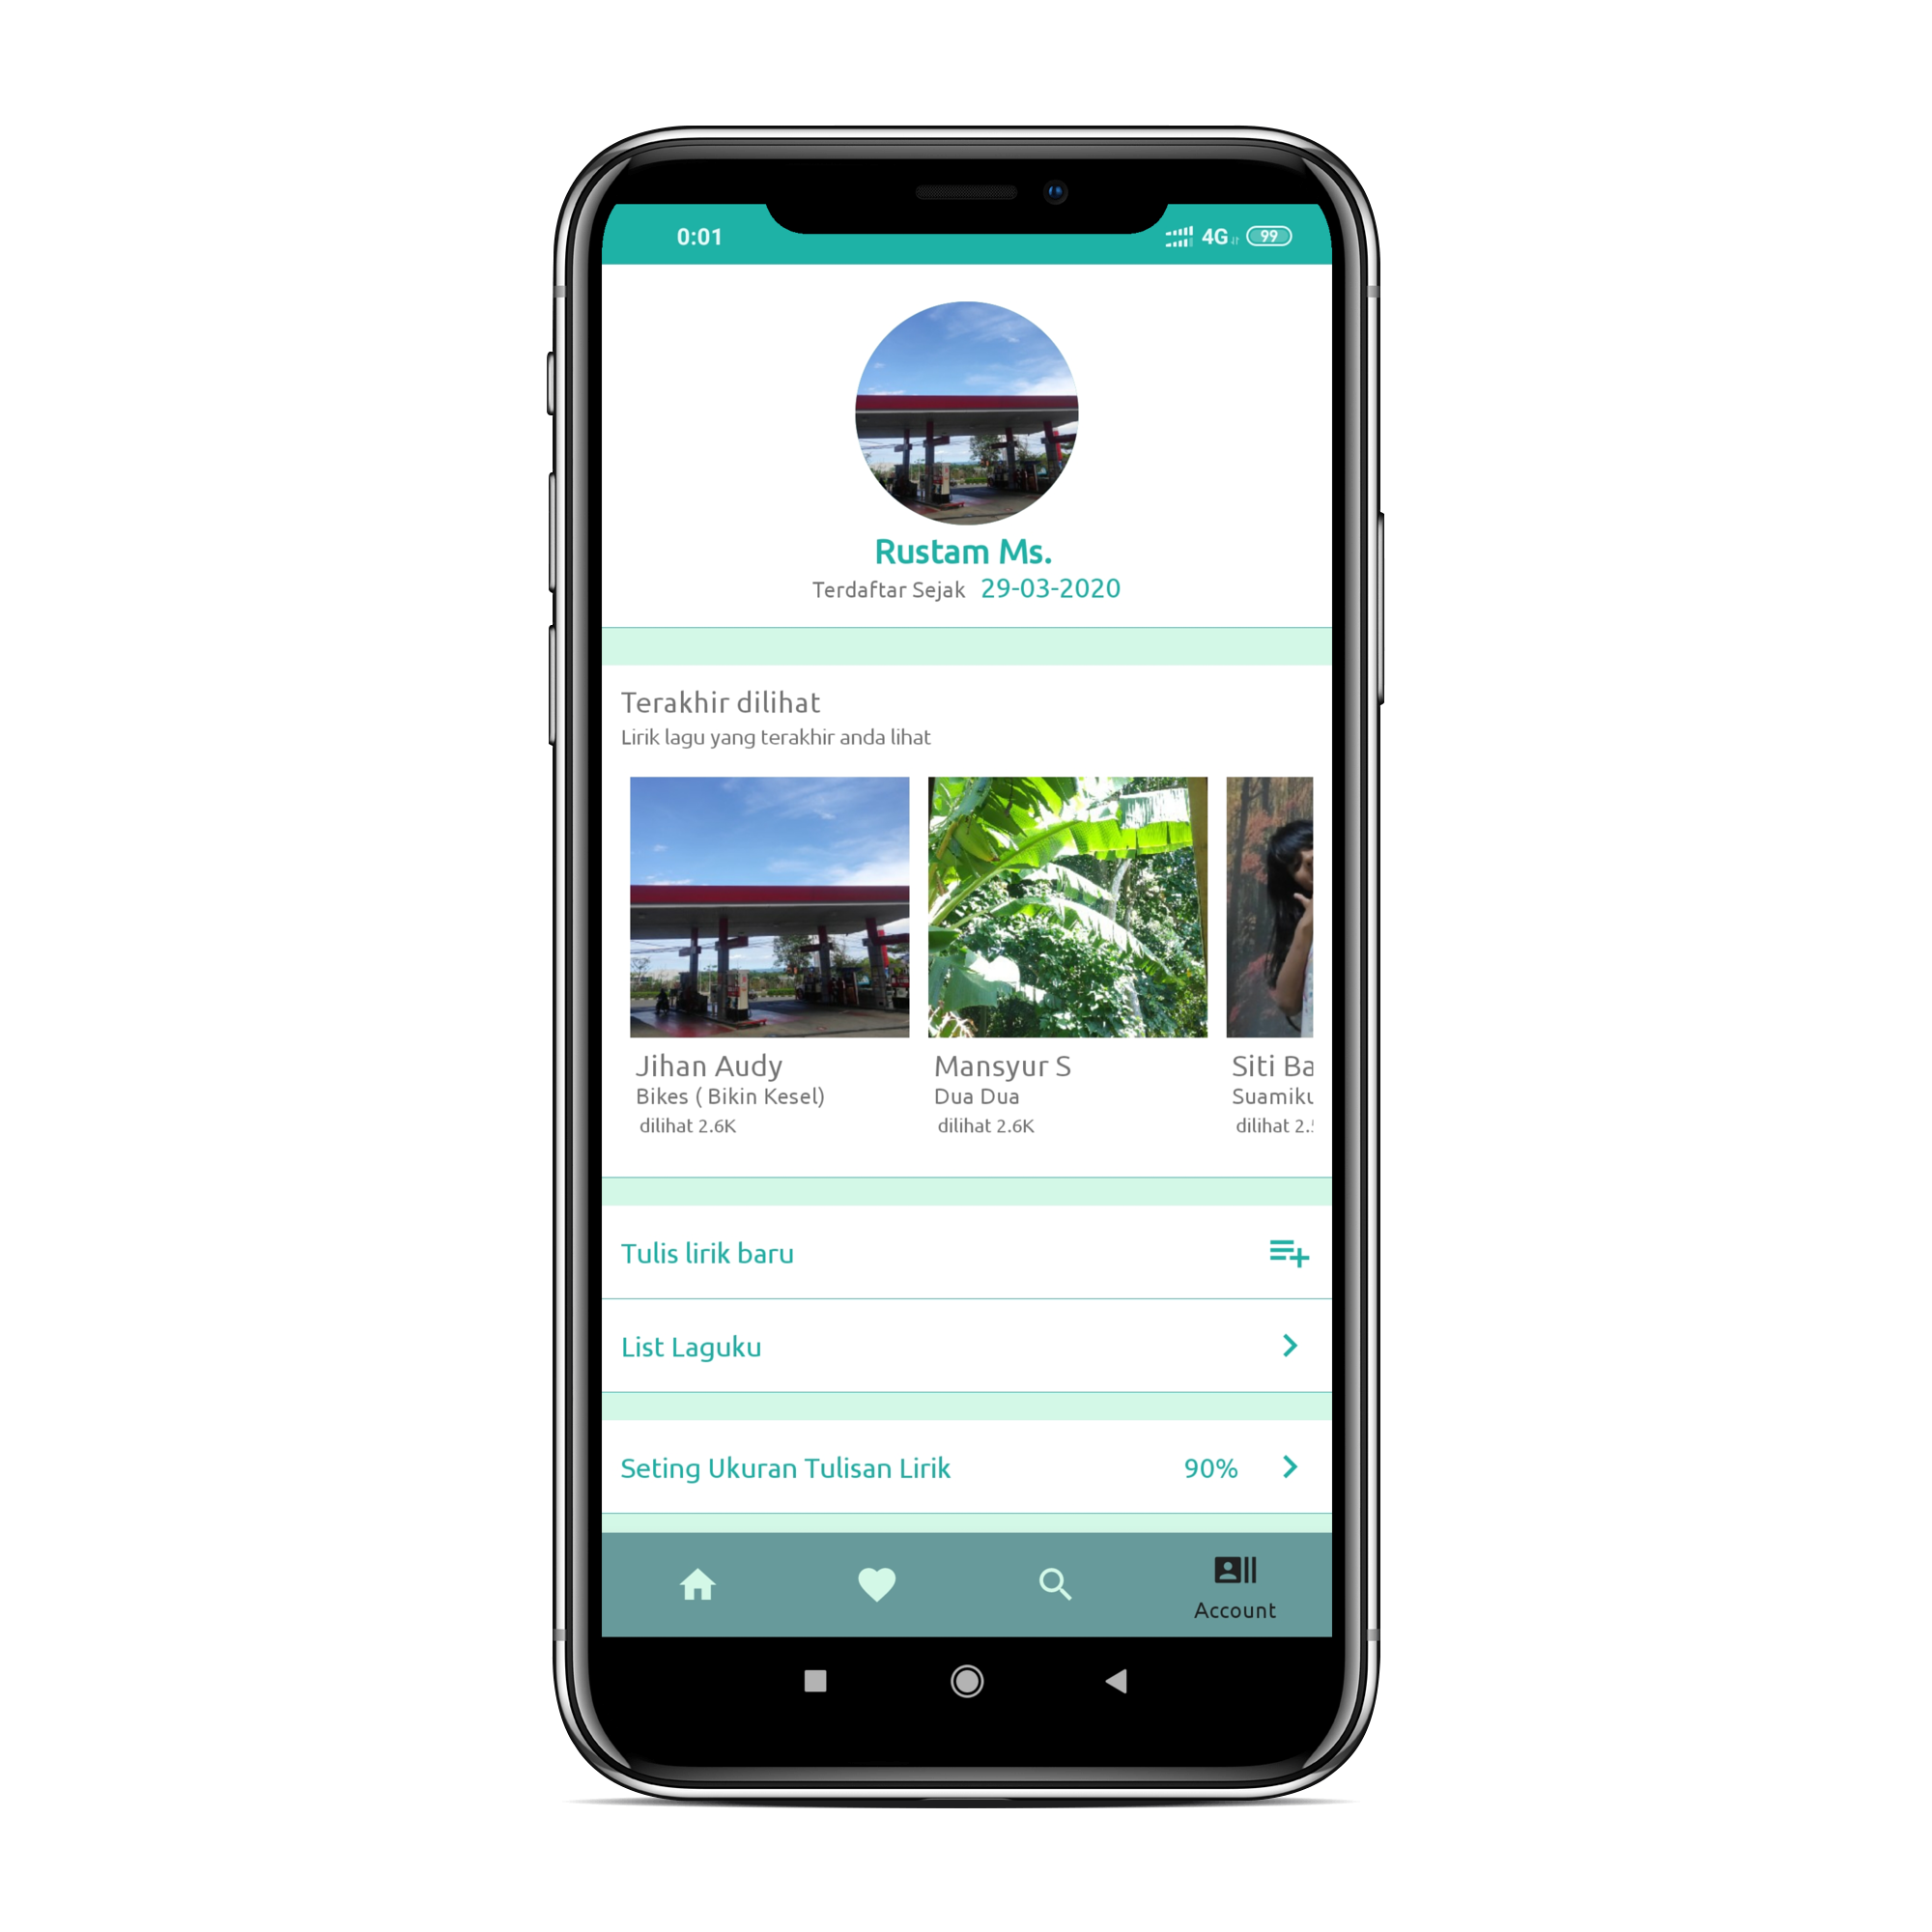 0:01 4G 99
Rustam Ms.
Terdaftar Sejak 29-03-2020
Terakhir dilihat
Lirik lagu yang terakhir anda lihat
Jihan Audy
Bikes ( Bikin Kesel)
dilihat 2.6K
Mansyur S
Dua Dua
dilihat 2.6K
Siti Ba
Suamiku
dilihat 2.
Tulis lirik baru
List Laguku
Seting Ukuran Tulisan Lirik 90%
Account